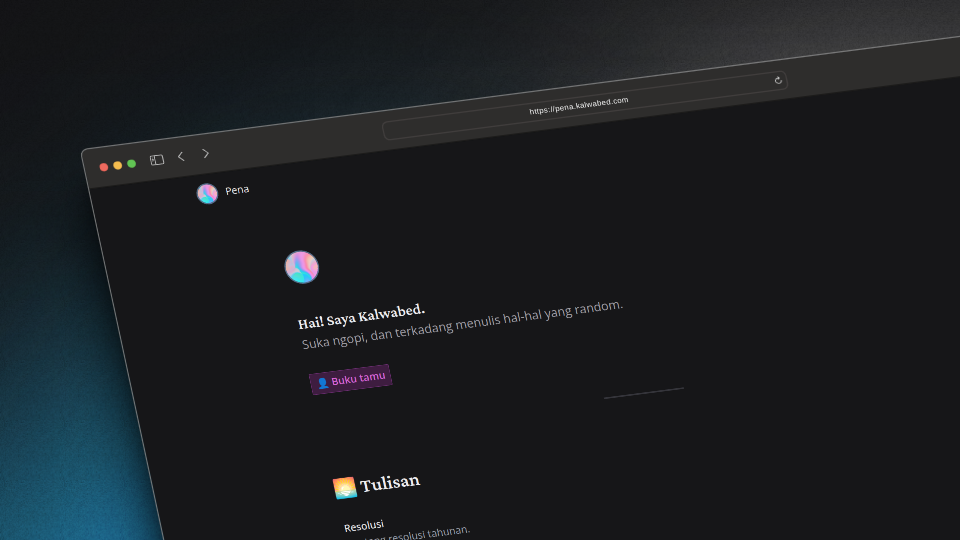 https://pena.kalwabed.com
Pena
Hai! Saya Kalwabed.
Suka ngopi, dan terkadang menulis hal-hal yang random.
Buku tamu
Tulisan
Resolusi
resolusi tahunan.